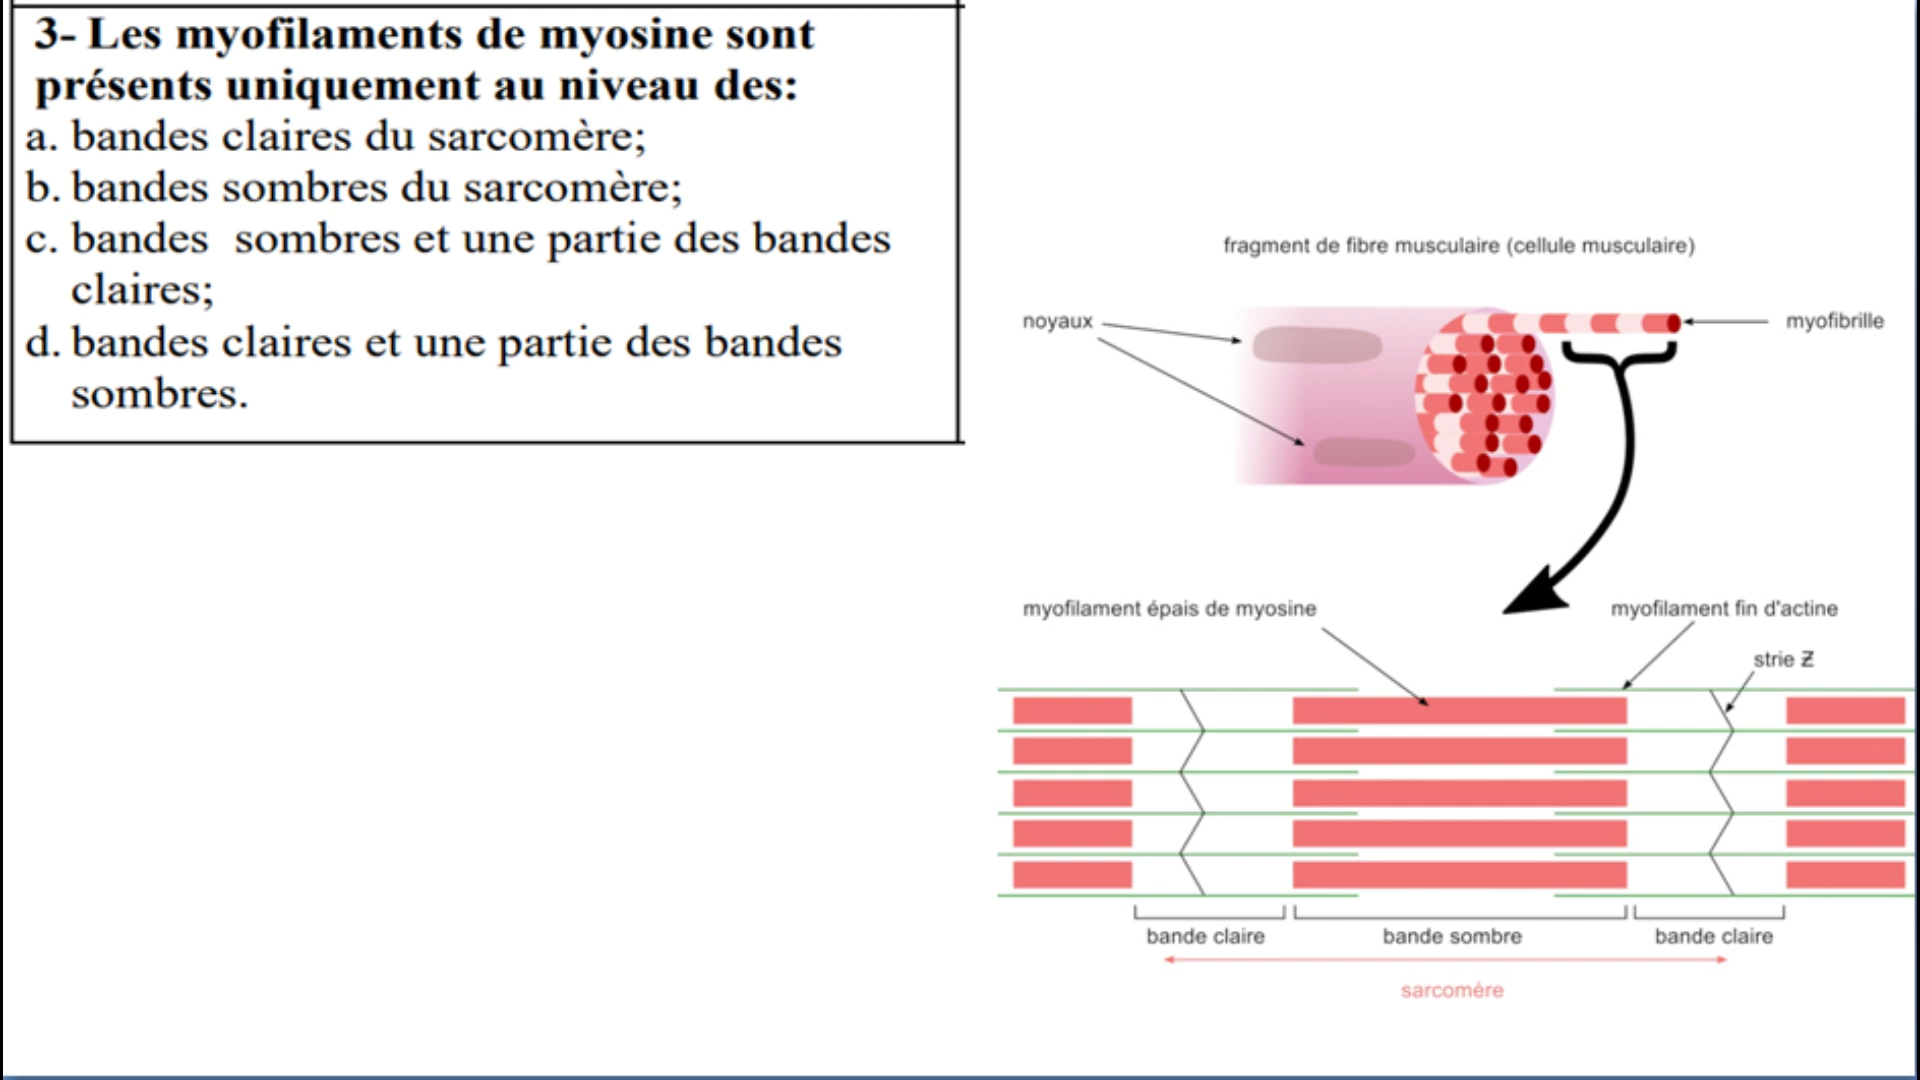 3- Les myofilaments de myosine sont
présents uniquement au niveau des:
a. bandes claires du sarcomère;
b. bandes sombres du sarcomère;
c. bandes sombres et une partie des bandes
claires;
d. bandes claires et une partie des bandes
sombres.
fragment de fibre musculaire (cellule musculaire)
noyaux
myofibrille
myofilament épais de myosine
myofilament fin d'actine
strie Ƶ
bande claire
bande sombre
bande claire
sarcomère